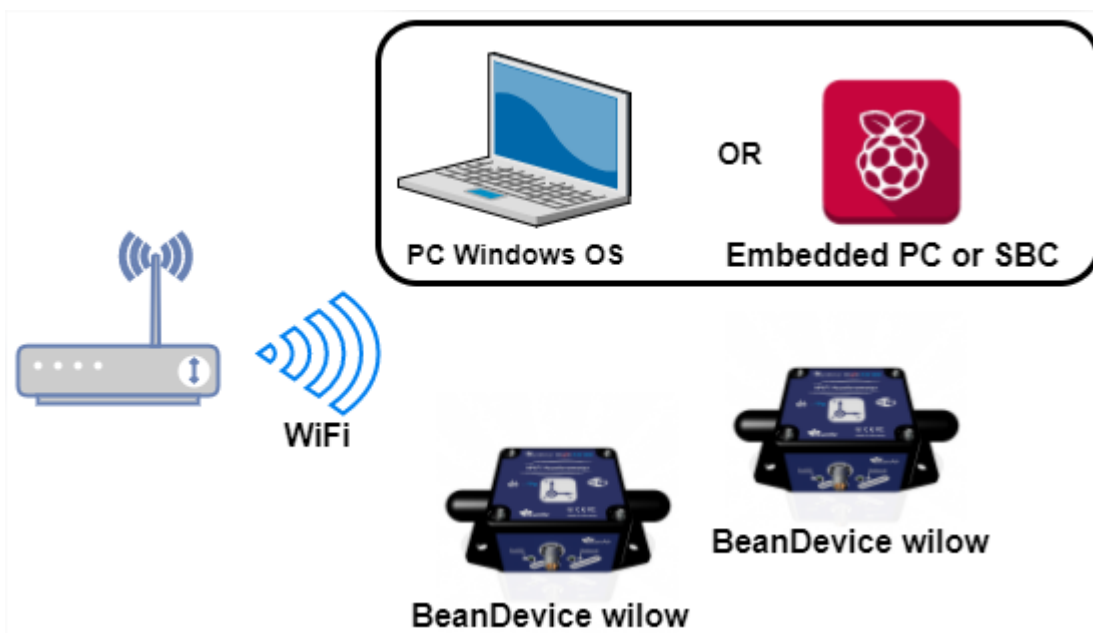 OR
PC Windows OS
Embedded PC or SBC
WiFi
BeanDevice wilow
BeanDevice wilow